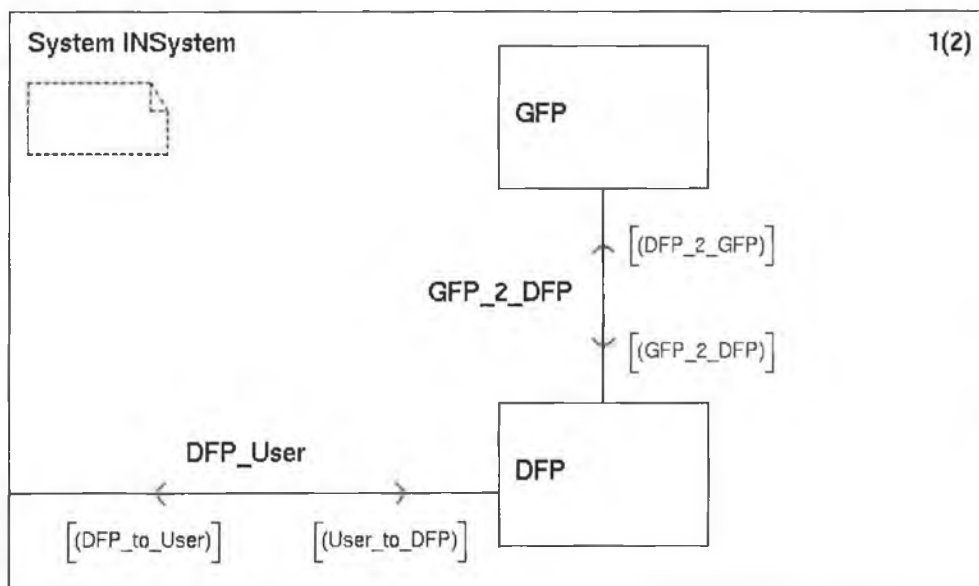 System INSystem
1(2)
GFP
[(DFP_2_GFP)]
GFP_2_DFP
[(GFP_2_DFP)]
DFP_User
DFP
[(DFP_to_User)]
[(User_to_DFP)]